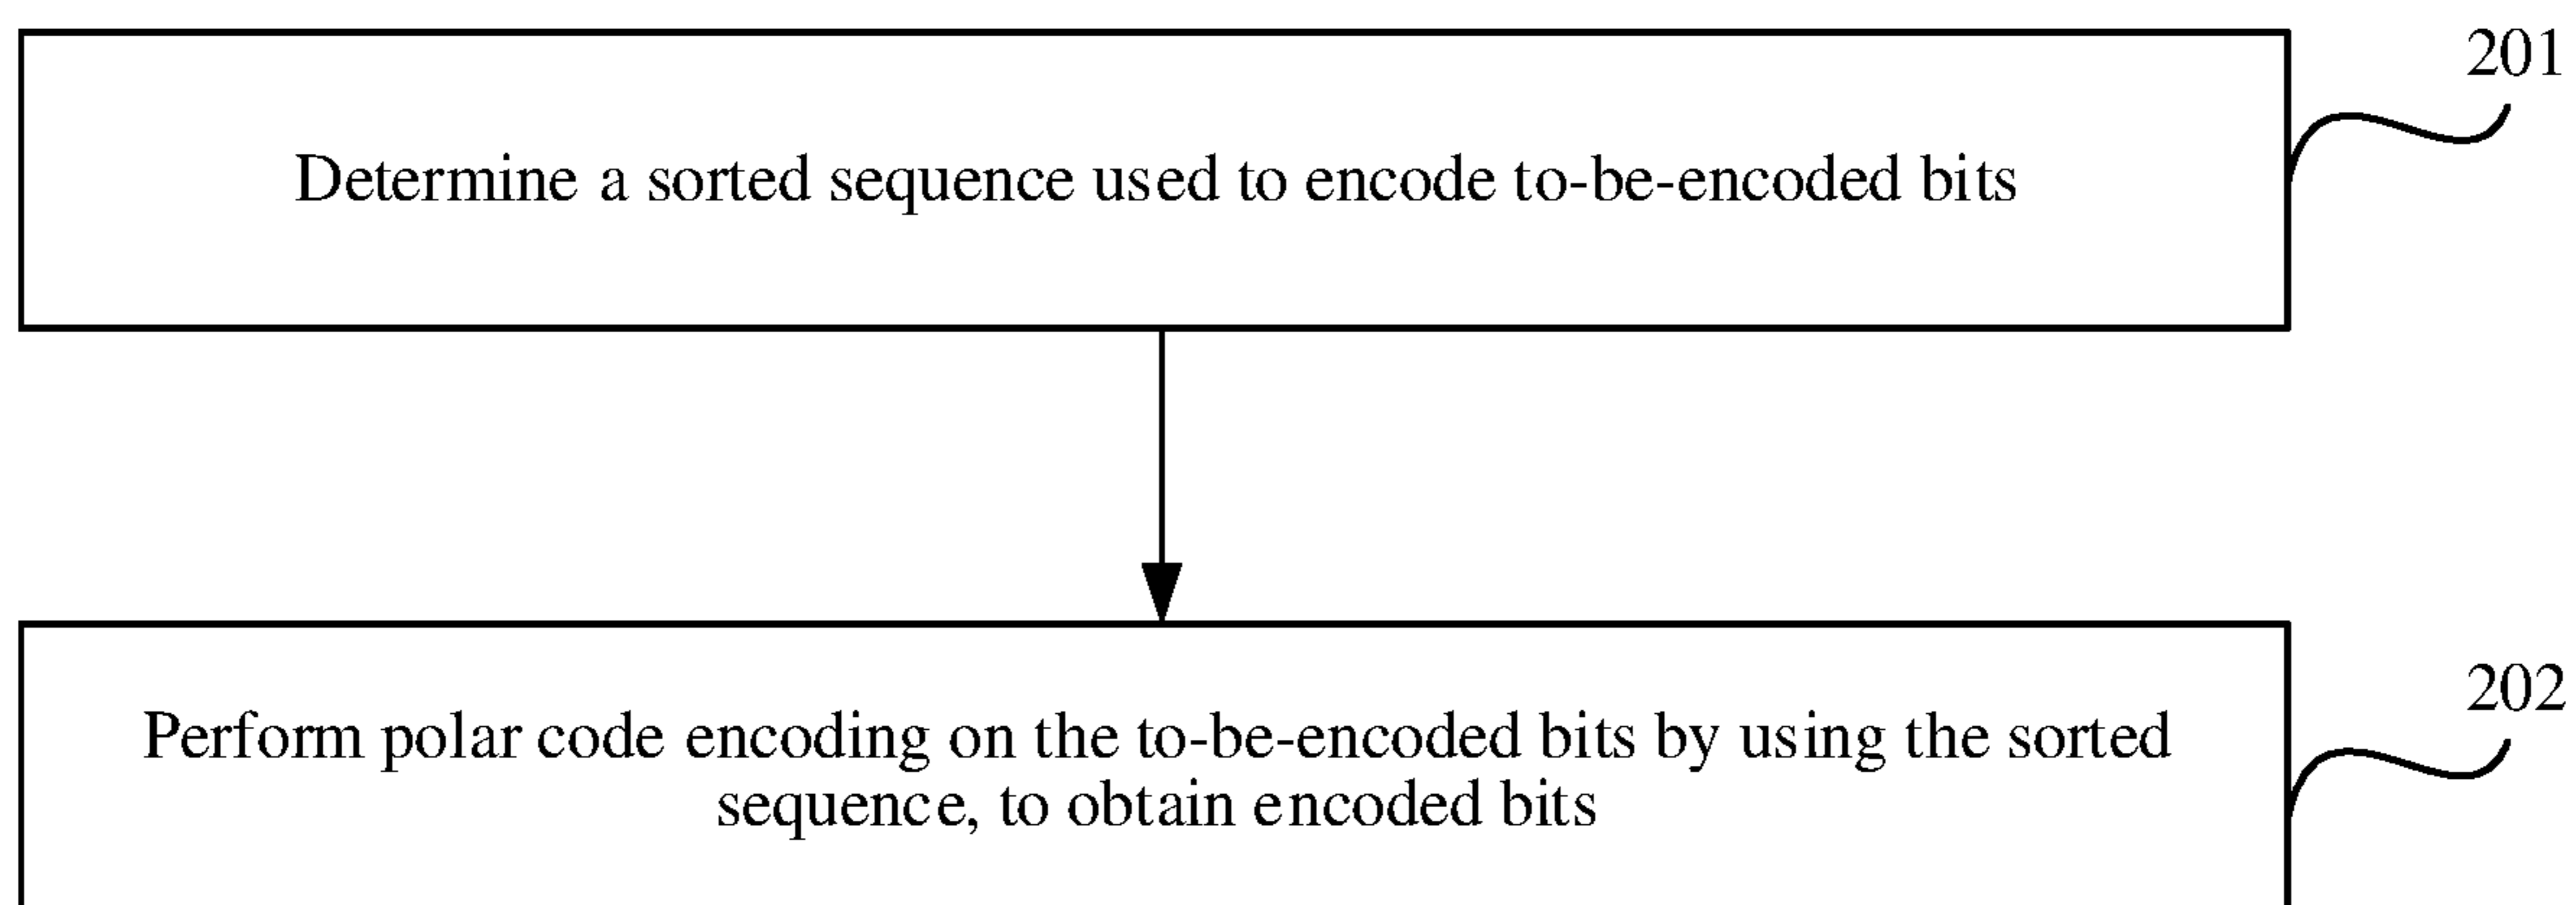 201
Determine a sorted sequence used to encode to-be-encoded bits
202
Perform polar code encoding on the to-be-encoded bits by using the sorted
sequence, to obtain encoded bits